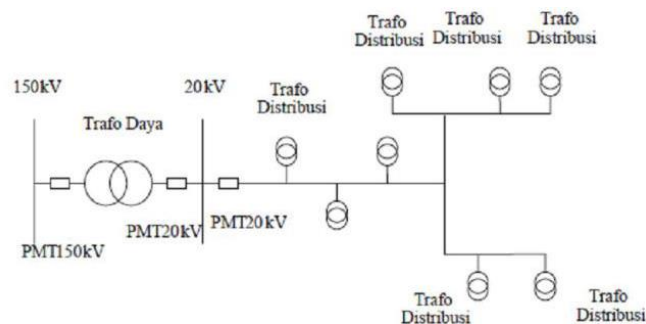 Trafo
Distribusi
Trafo
Distribusi
Trafo
Distribusi
150kV
20kV
Trafo
Distribusi
Trafo Daya
PMT150kV
PMT20kV
PMT20kV
Trafo
Distribusi
Trafo
Distribusi